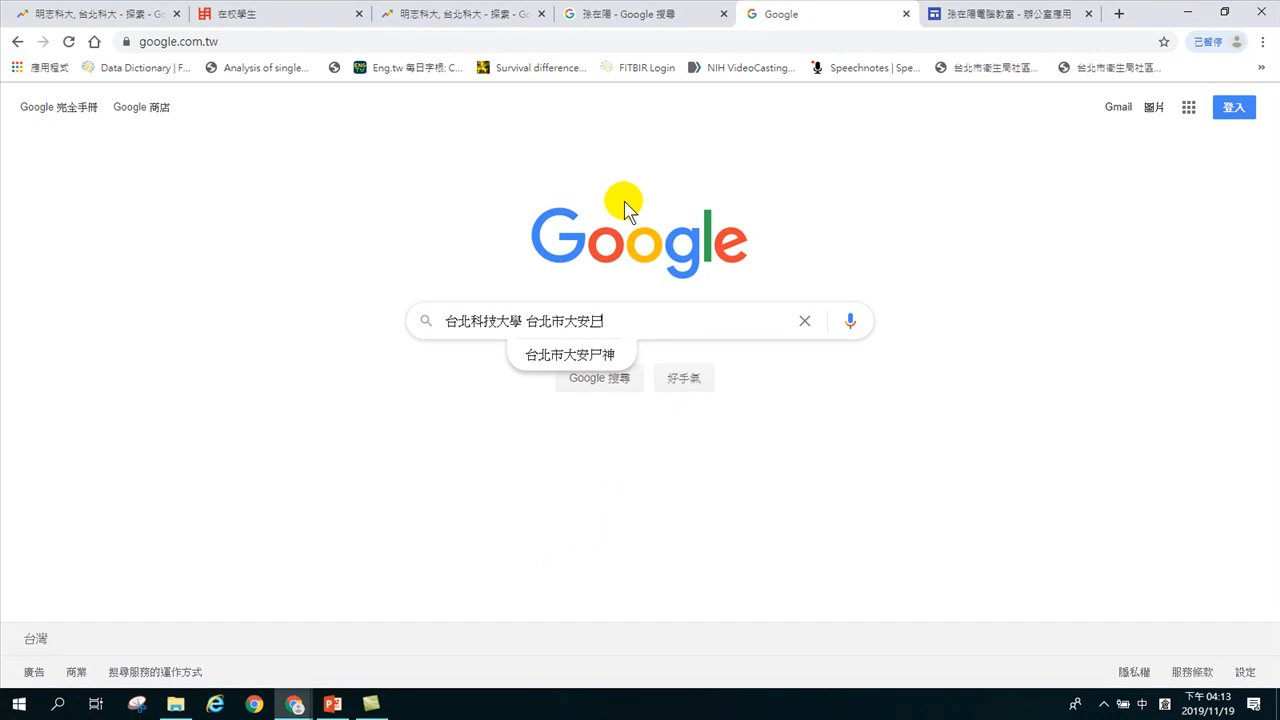 明志科大, 台北科大 - 探索 - Go
在校學生
明志科大, 台北科大 - 探索 - Go
孫在陽 - Google 搜尋
Google
孫在陽電腦教室 - 辦公室應用
google.com.tw
已暫停
應用程式
Data Dictionary | F...
Analysis of single...
Eng.tw 每日字根: C...
Survival difference...
FITBIR Login
NIH VideoCasting...
Speechnotes | Spe...
台北市衛生局社區...
台北市衛生局社區...
»
Google 完全手冊
Google 商店
Gmail
圖片
登入
Google
台北科技大學 台北市大安尸
台北市大安尸神
Google 搜尋
好手氣
台灣
廣告
商業
搜尋服務的運作方式
隱私權
服務條款
設定
中
下午 04:13
2019/11/19